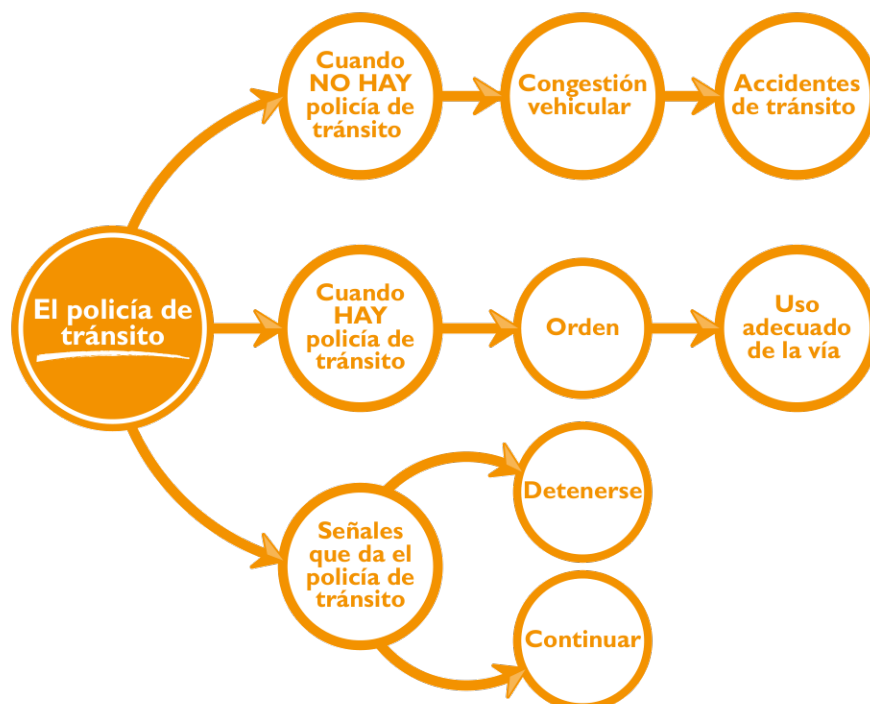 Cuando
NO HAY
policía de
tránsito
Congestión
vehicular
Accidentes
de tránsito
El policía de
tránsito
Cuando
HAY
policía de
tránsito
Orden
Uso
adecuado
de la vía
Señales
que da el
policía de
tránsito
Detenerse
Continuar